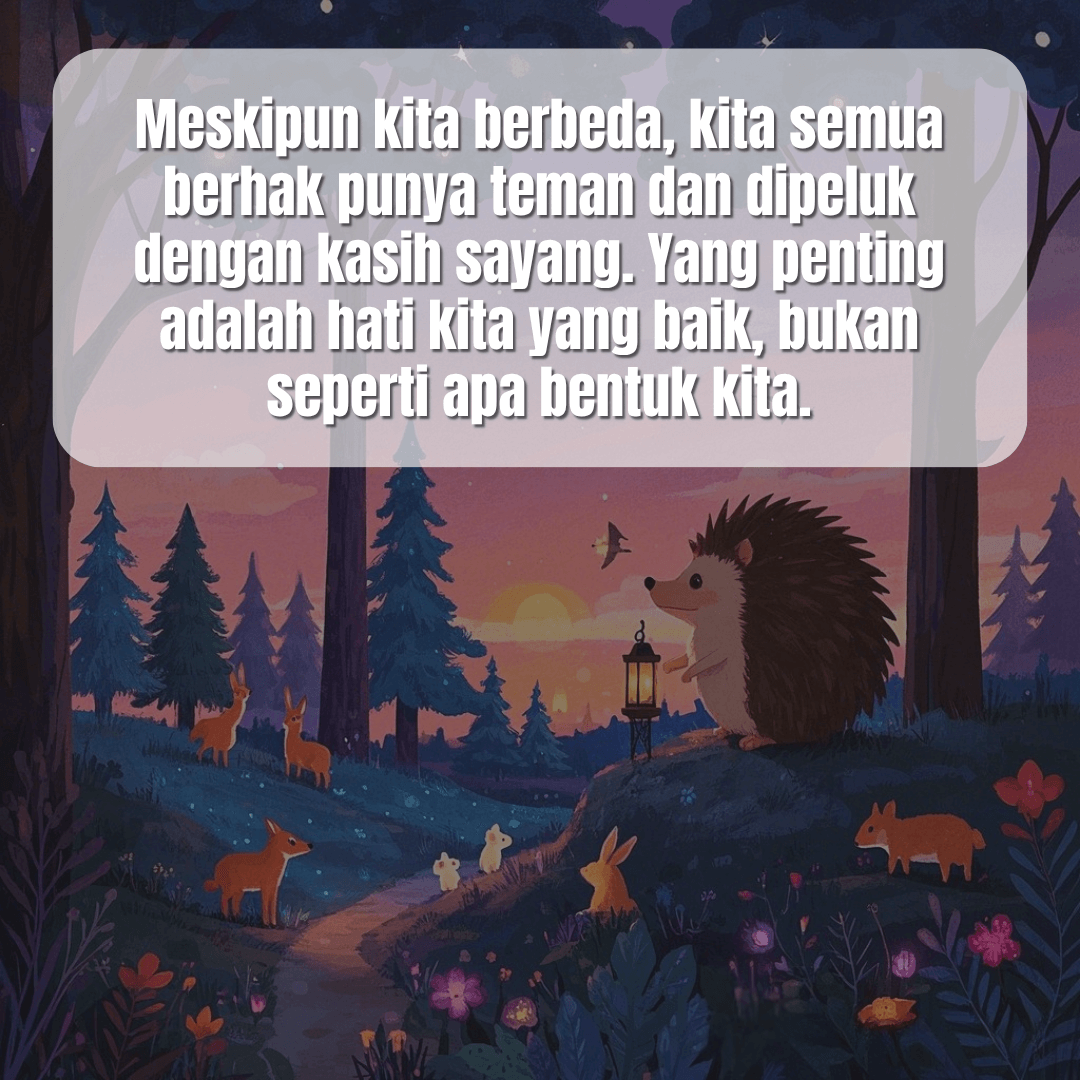 Meskipun kita berbeda, kita semua
berhak punya teman dan dipeluk
dengan kasih sayang. Yang penting
adalah hati kita yang baik, bukan
seperti apa bentuk kita.